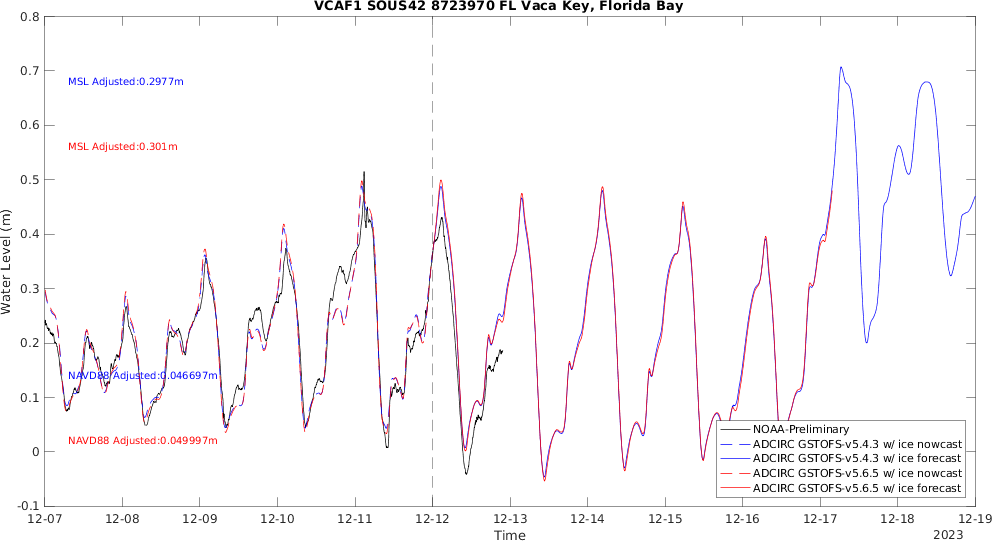 VCAF1 SOUS42 8723970 FL Vaca Key, Florida Bay
0.8
0.7
0.6
0.5
0.4
0.3
0.2
0.1
0
-0.1
Water Level (m)
MSL Adjusted:0.2977m
MSL Adjusted:0.301m
NAVD88 Adjusted:0.046697m
NAVD88 Adjusted:0.049997m
NOAA-Preliminary
ADCIRC GSTOFS-v5.4.3 w/ ice nowcast
ADCIRC GSTOFS-v5.4.3 w/ ice forecast
ADCIRC GSTOFS-v5.6.5 w/ ice nowcast
ADCIRC GSTOFS-v5.6.5 w/ ice forecast
12-07 12-08 12-09 12-10 12-11 12-12 12-13 12-14 12-15 12-16 12-17 12-18 12-19
Time
2023